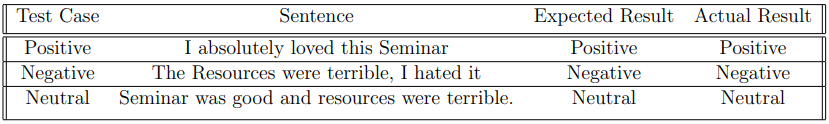 Test Case Sentence Expected Result Actual Result
Positive I absolutely loved this Seminar Positive Positive
Negative The Resources were terrible, I hated it Negative Negative
Neutral Seminar was good and resources were terrible. Neutral Neutral